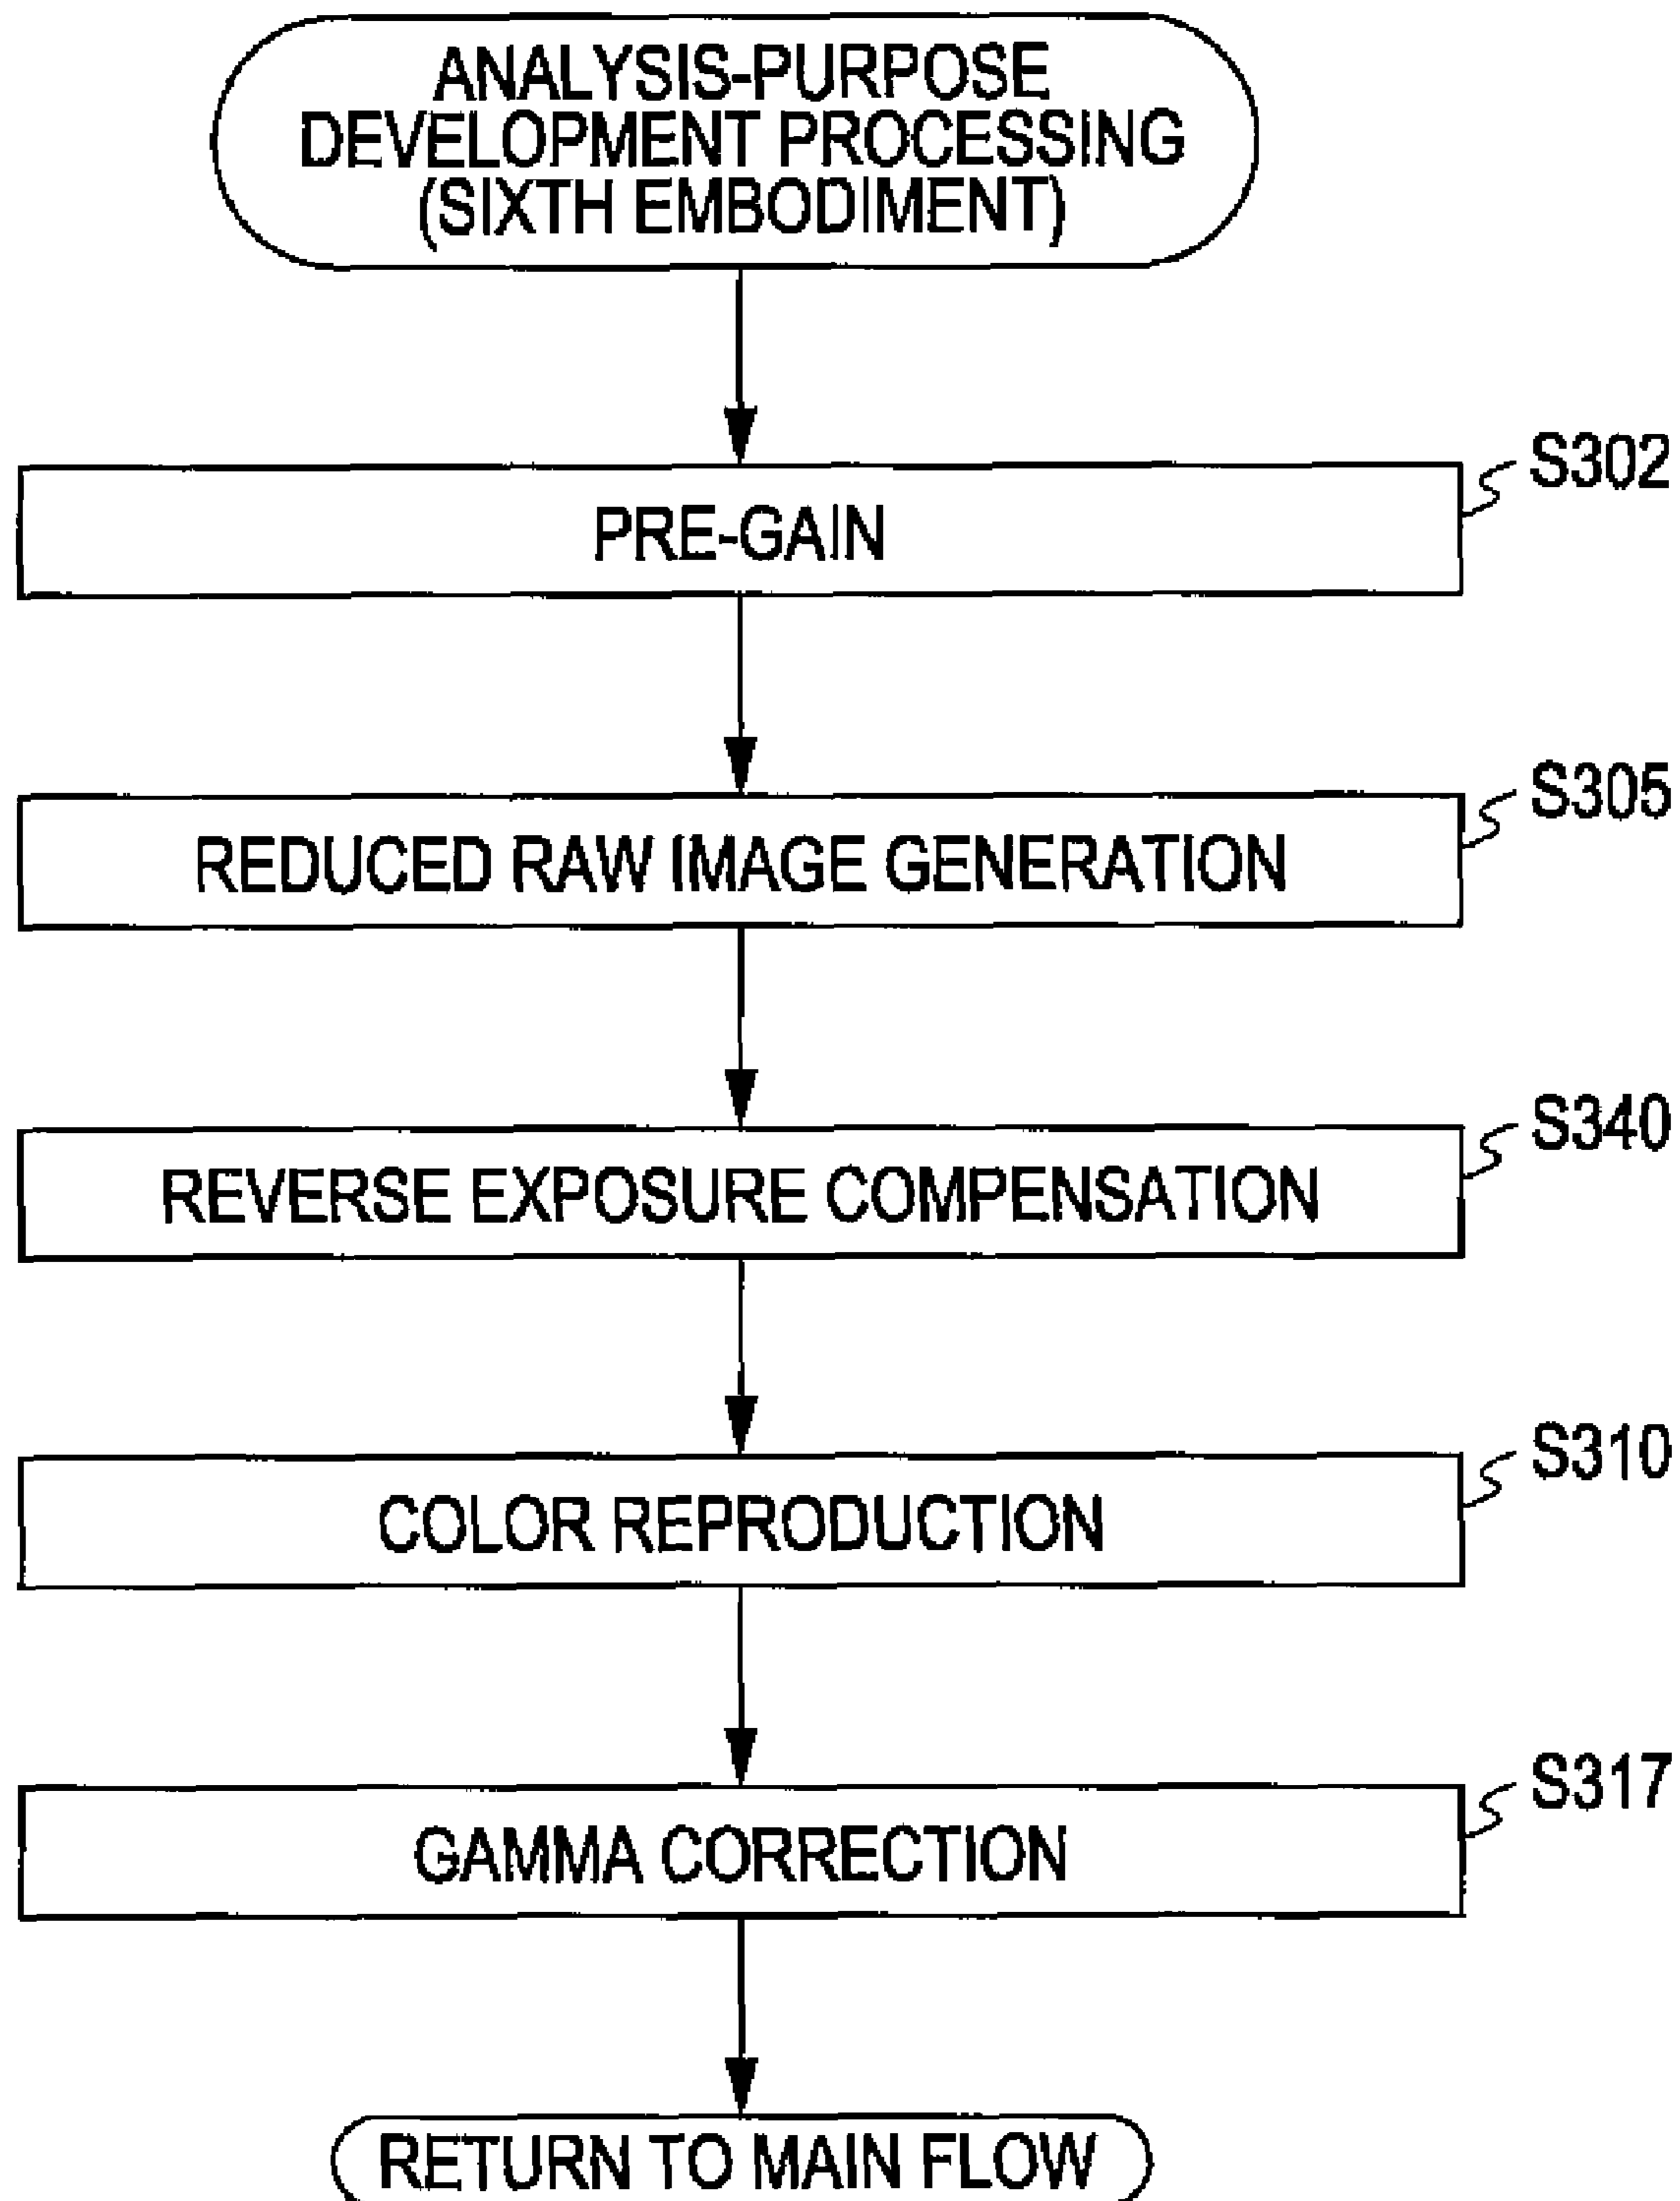 ANALYSIS-PURPOSE
DEVELOPMENT PROCESSING
(SIXTH EMBODIMENT)
S302
PRE-GAIN
S305
REDUCED RAW IMAGE GENERATION
S340
REVERSE EXPOSURE COMPENSATION
S310
COLOR REPRODUCTION
S317
GAMMA CORRECTION
RETURN TO MAIN FLOW